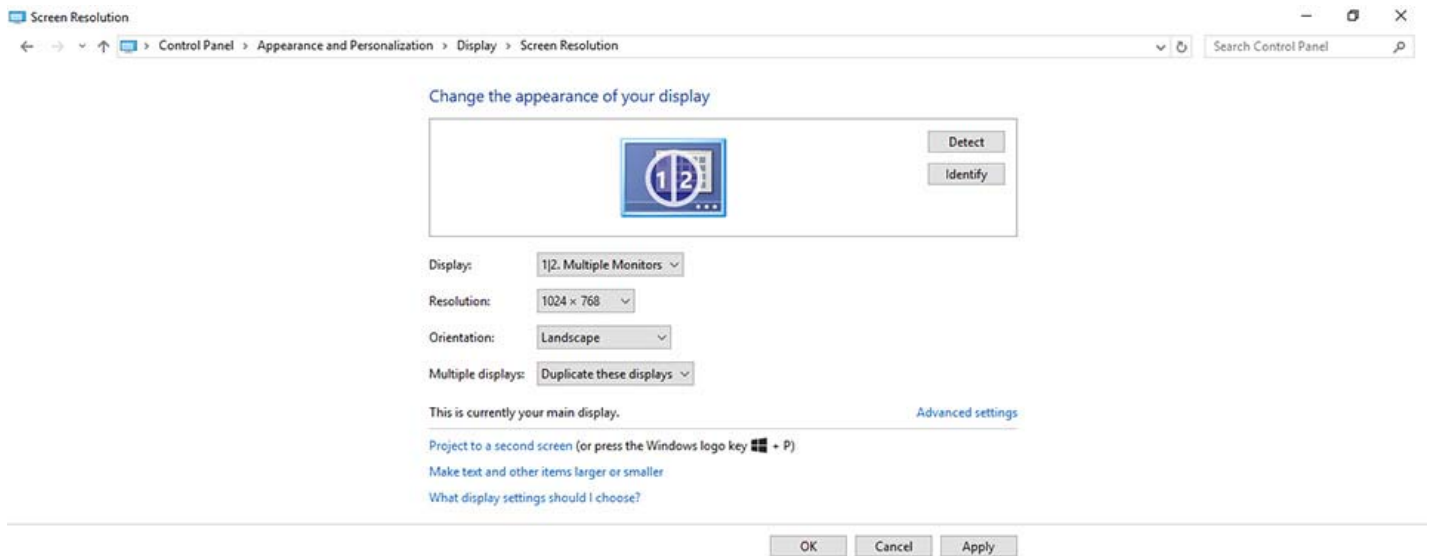 Screen Resolution
Control Panel > Appearance and Personalization > Display > Screen Resolution
Search Control Panel
Change the appearance of your display
1|2
Detect
Identify
Display: 1|2. Multiple Monitors
Resolution: 1024 × 768
Orientation: Landscape
Multiple displays: Duplicate these displays
This is currently your main display. Advanced settings
Project to a second screen (or press the Windows logo key + P)
Make text and other items larger or smaller
What display settings should I choose?
OK Cancel Apply